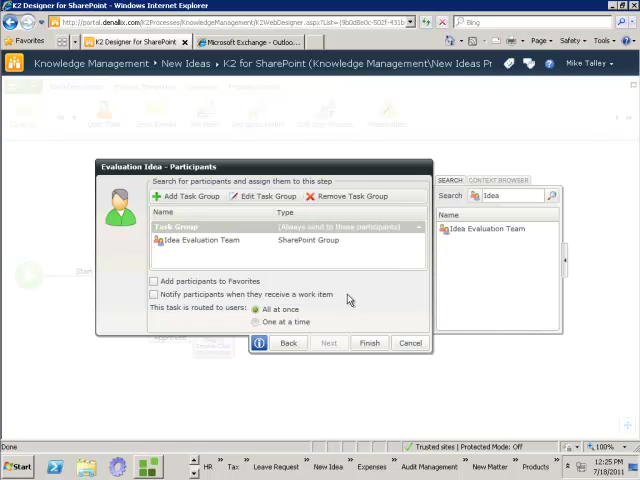 K2 Designer for SharePoint - Windows Internet Explorer
http://portal.denallix.com/K2Processes/KnowledgeManagement/K2WebDesigner.aspx?List={9b0d8e0c-502f-431b
Bing
Favorites
K2 Designer for SharePoint
Microsoft Exchange - Outloo...
Page
Safety
Tools
Knowledge Management
New Ideas
K2 for SharePoint (Knowledge Management\New Ideas Pr
Mike Talley
Evaluation Idea - Participants
Search for participants and assign them to this step
Add Task Group
Edit Task Group
Remove Task Group
Name
Type
Task Group
[Always send to these participants]
Idea Evaluation Team
SharePoint Group
Add participants to Favorites
Notify participants when they receive a work item
This task is routed to users:
All at once
One at a time
Back
Next
Finish
Cancel
SEARCH
CONTEXT BROWSER
Search
Idea
Name
Idea Evaluation Team
Start
Done
Trusted sites | Protected Mode: Off
100%
Start
HR
Tax
Leave Request
New Idea
Expenses
Audit Management
New Matter
Products
12:25 PM
7/18/2011